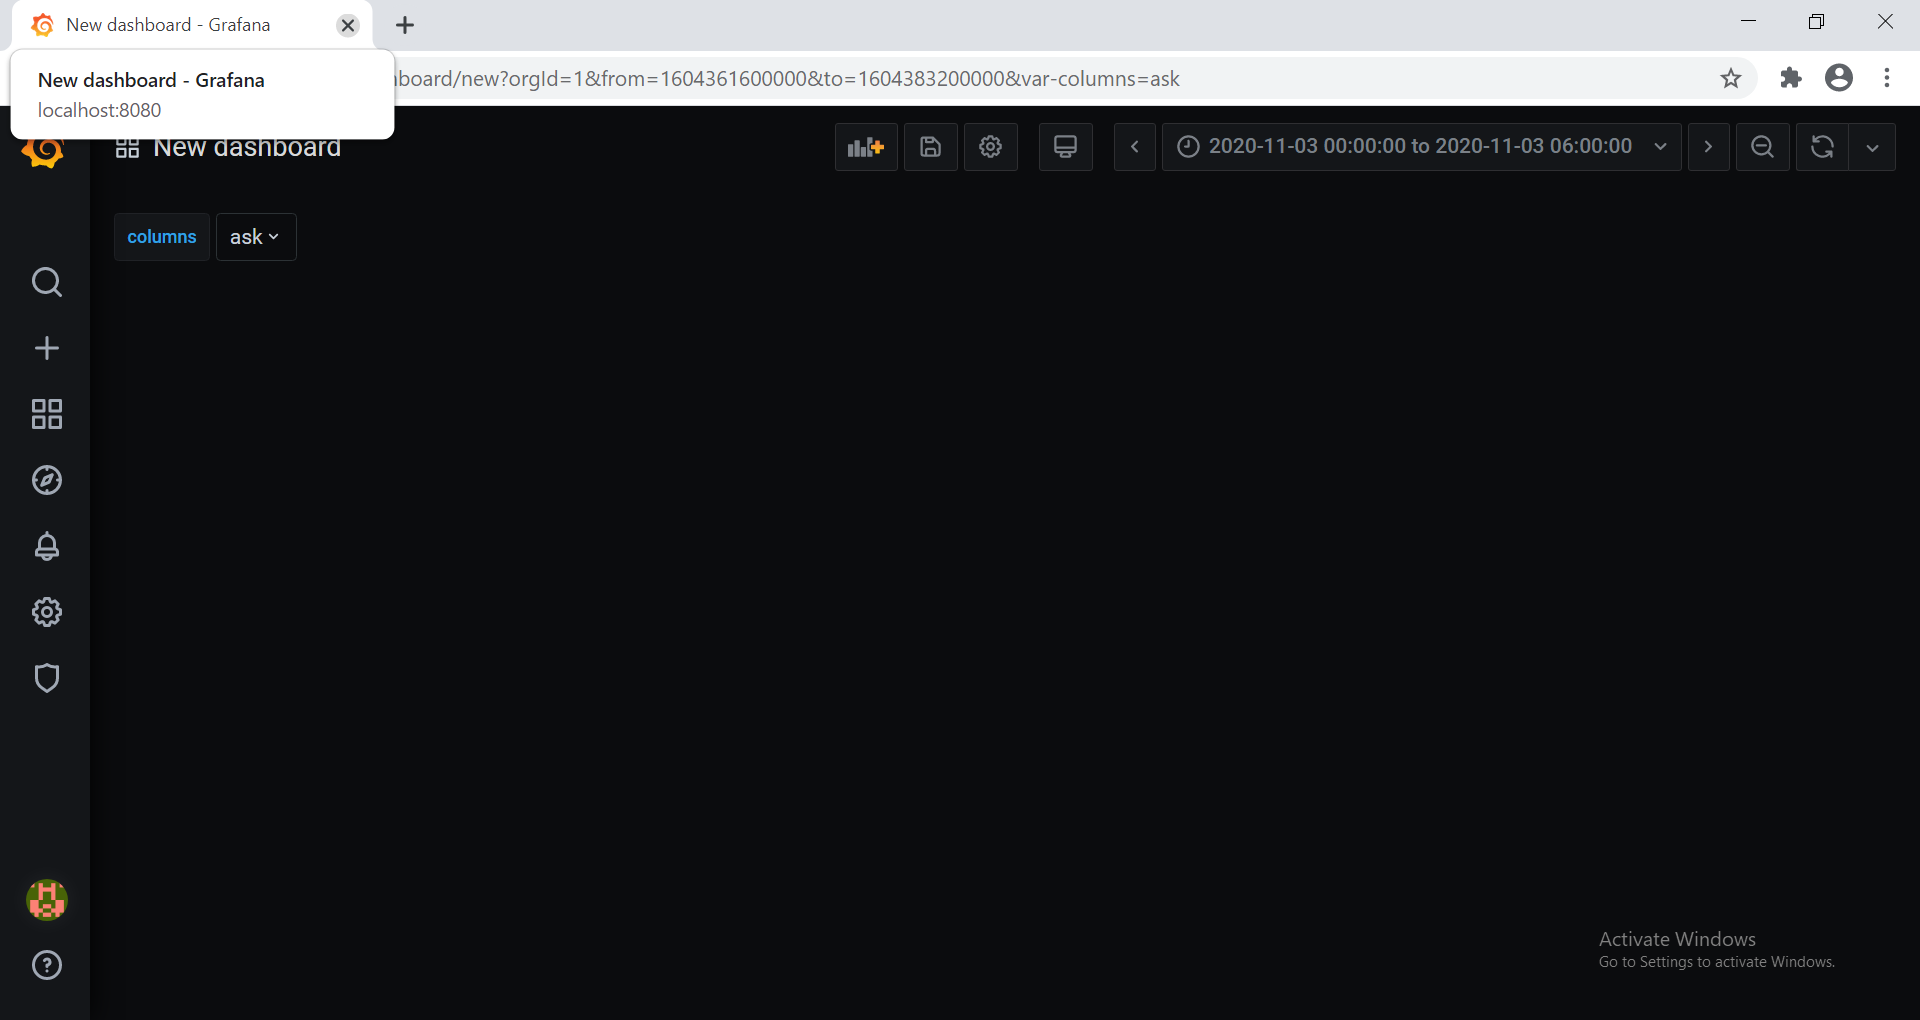 New dashboard - Grafana
New dashboard - Grafana
localhost:8080
board/new?orgId=1&from=1604361600000&to=1604383200000&var-columns=ask
New dashboard
2020-11-03 00:00:00 to 2020-11-03 06:00:00
columns
ask
Activate Windows
Go to Settings to activate Windows.